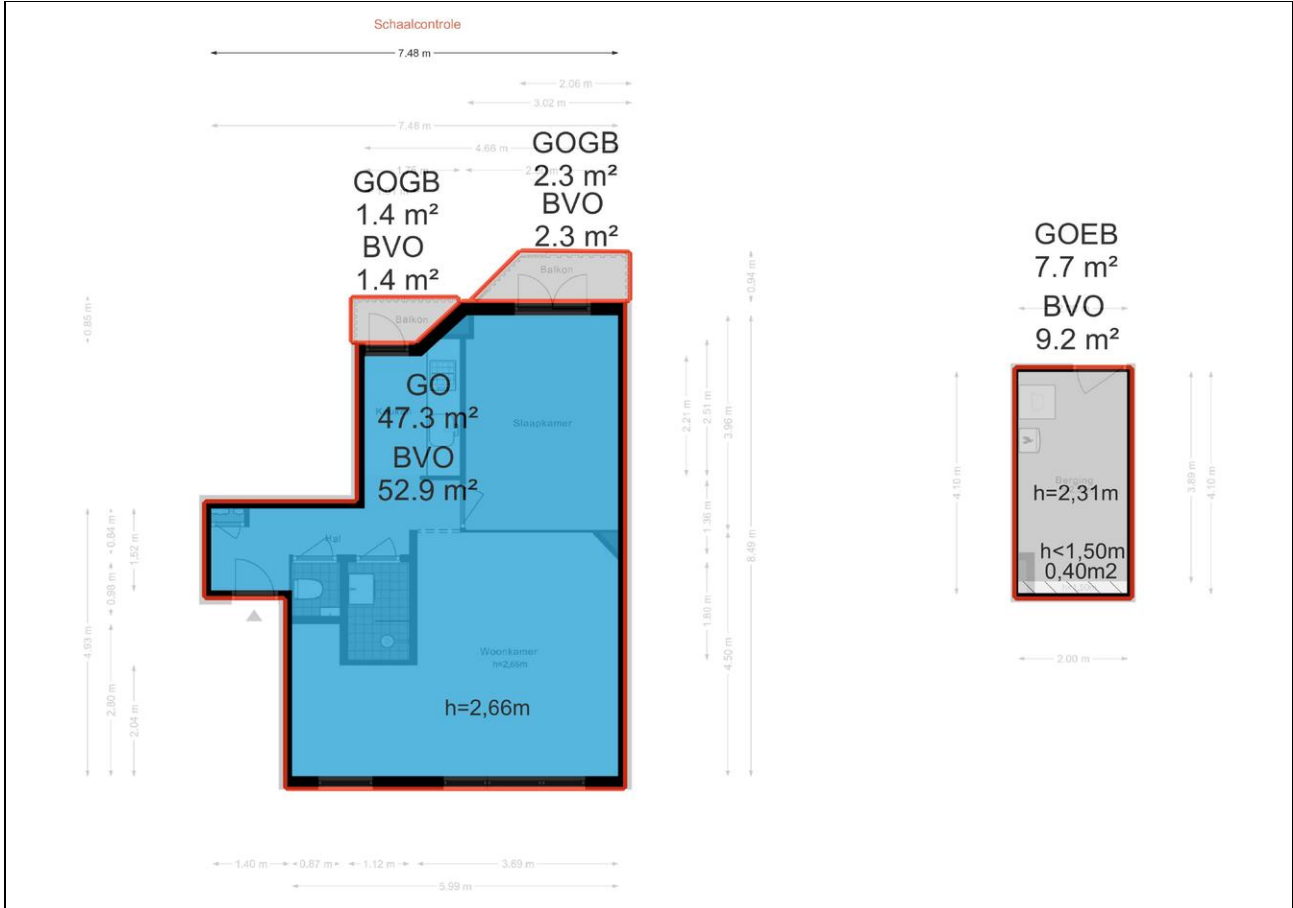 Schaalcontrole
7.48 m
2.06 m
3.02 m
7.48 m
4.68 m
GOGB
2.3 m²
BVO
2.3 m²
GOGB
1.4 m²
BVO
1.4 m²
Balkon
Balkon
GO
47.3 m²
BVO
52.9 m²
Slaapkamer
Hal
Woonkamer
h=2,66m
h=2,66m
0.85 m
4.93 m
0.84 m
0.98 m
1.52 m
2.80 m
2.04 m
0.94 m
2.21 m
2.51 m
3.96 m
1.36 m
8.49 m
1.80 m
4.50 m
1.40 m
0.87 m
1.12 m
3.69 m
5.99 m
GOEB
7.7 m²
BVO
9.2 m²
4.10 m
Berging
h=2,31m
h<1,50m
0,40m2
3.89 m
4.10 m
2.00 m